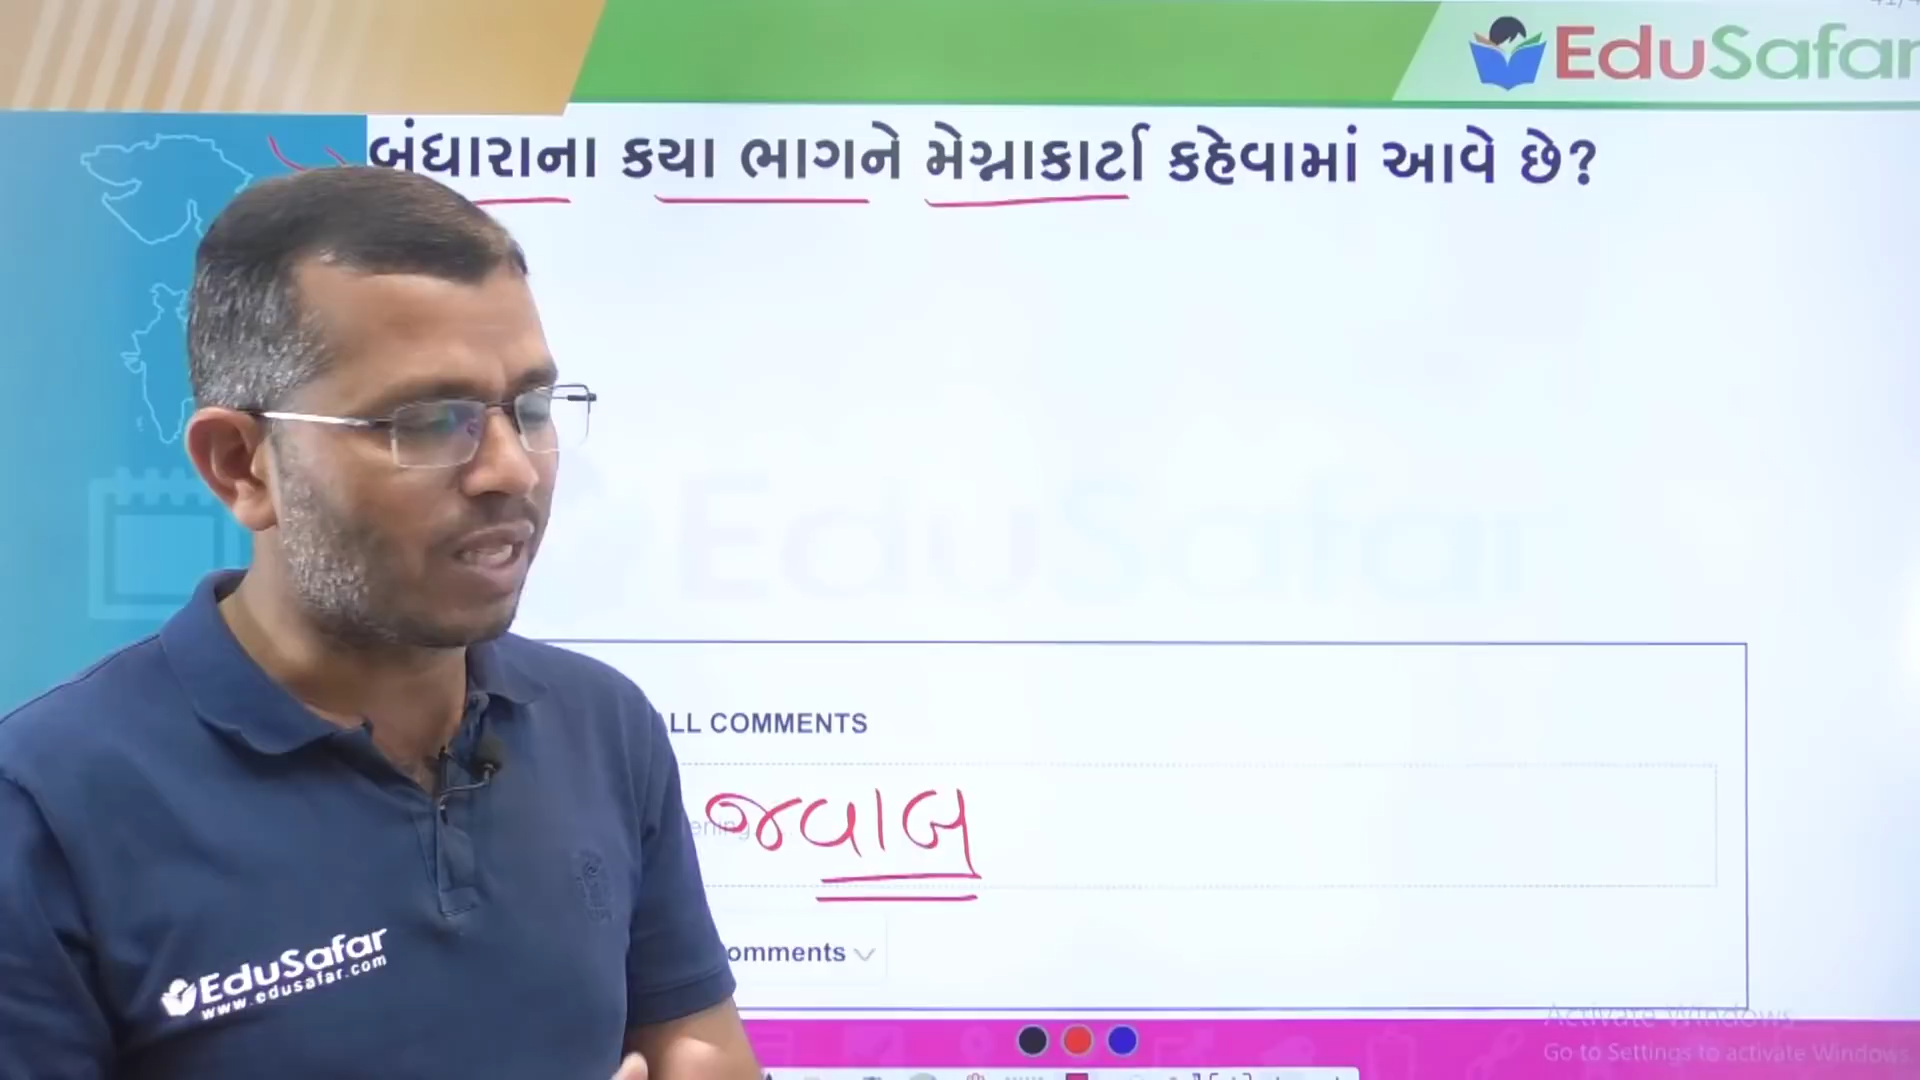 EduSafar
બંધારાના કયા ભાગને મેગ્નાકાર્ટા કહેવામાં આવે છે?
EduSafar
ALL COMMENTS
જવાબ
omments
EduSafar
www.edusafar.com
Activate Windows
Go to Settings to activate Windows.